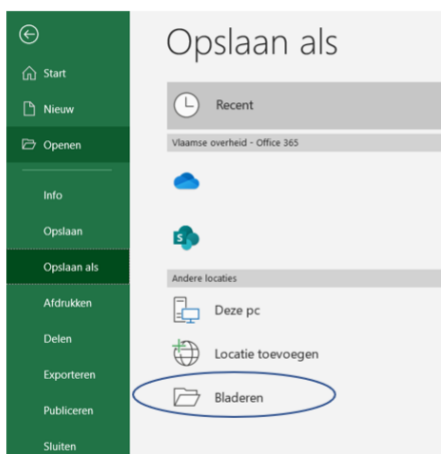 Opslaan als
Start
Nieuw
Openen
Info
Opslaan
Opslaan als
Afdrukken
Delen
Exporteren
Publiceren
Sluiten
Recent
Vlaamse overheid - Office 365
S
Andere locaties
Deze pc
Locatie toevoegen
Bladeren